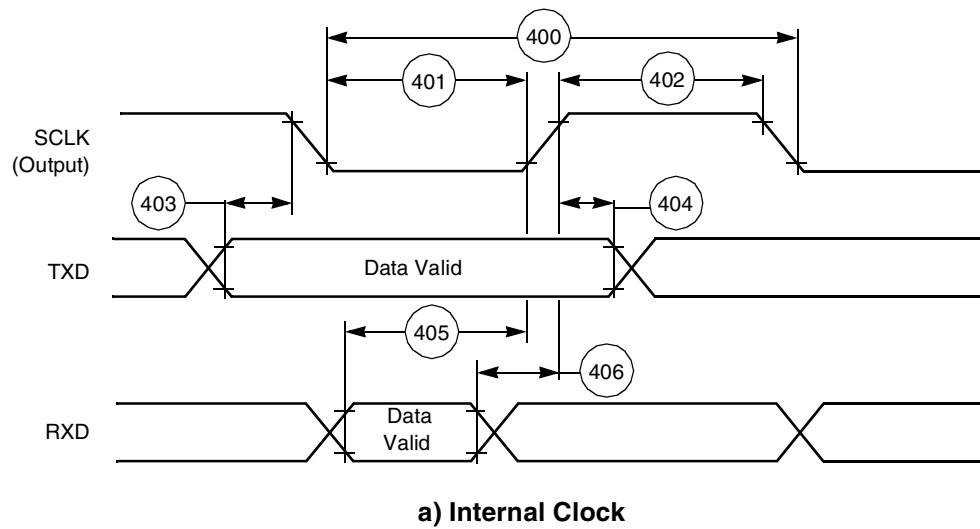 400
401
402
SCLK
(Output)
403
404
TXD
Data Valid
405
406
RXD
Data
Valid
a) Internal Clock